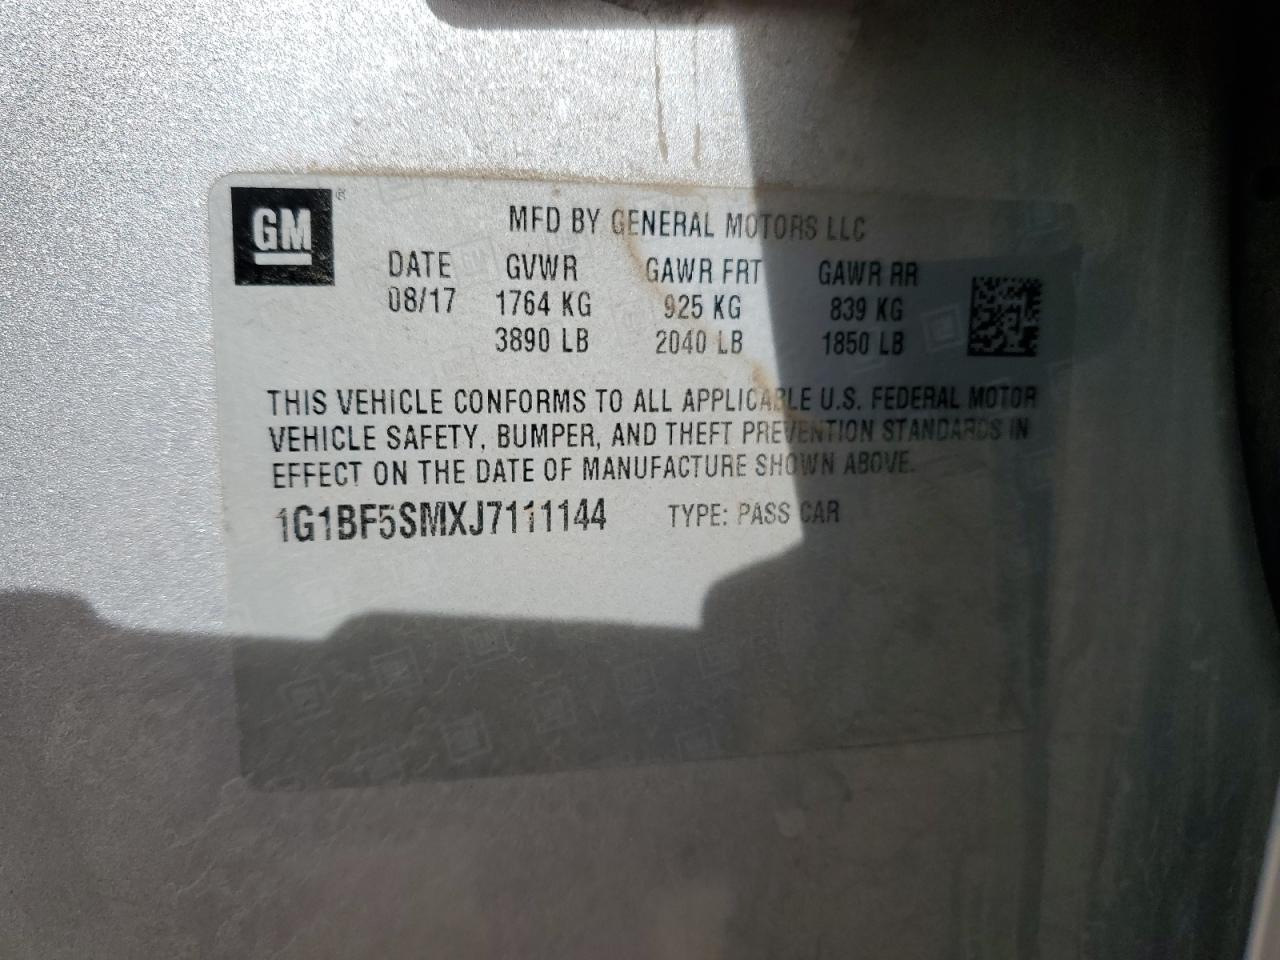 GM ®
MFD BY GENERAL MOTORS LLC
DATE GVWR GAWR FRT GAWR RR
08/17 1764 KG 925 KG 839 KG
3890 LB 2040 LB 1850 LB
THIS VEHICLE CONFORMS TO ALL APPLICABLE U.S. FEDERAL MOTOR
VEHICLE SAFETY, BUMPER, AND THEFT PREVENTION STANDARDS IN
EFFECT ON THE DATE OF MANUFACTURE SHOWN ABOVE.
1G1BF5SMXJ7111144 TYPE: PASS CAR